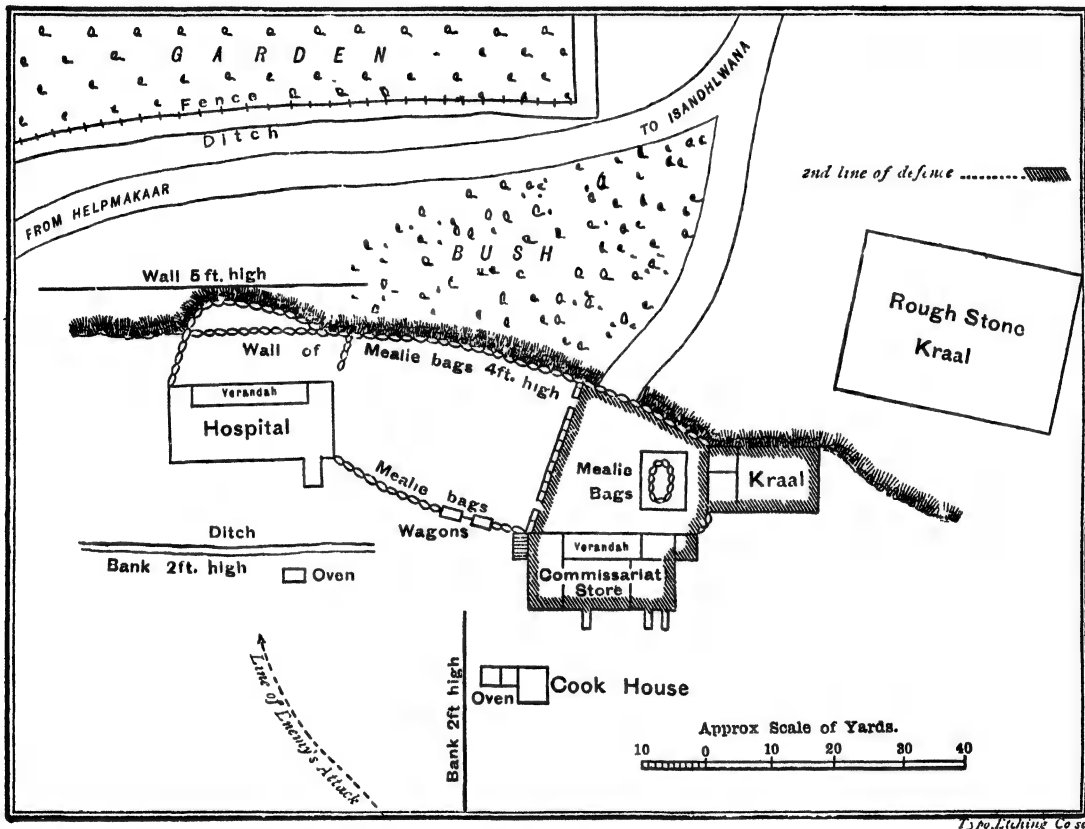 GARDEN
Fence
Ditch
TO ISANDHLWANA
FROM HELPMAKAAR
2nd line of defence
BUSH
Wall 5 ft. high
Rough Stone
Kraal
Wall of Mealie bags 4ft. high
Verandah
Hospital
Mealie
Bags
Kraal
Mealie bags
Wagons
Ditch
Bank 2ft. high
Oven
Verandah
Commissariat
Store
Line of Enemy's Attack
Bank 2ft high
Oven
Cook House
Approx Scale of Yards.
10 0 10 20 30 40
Typo. Etching Co sc